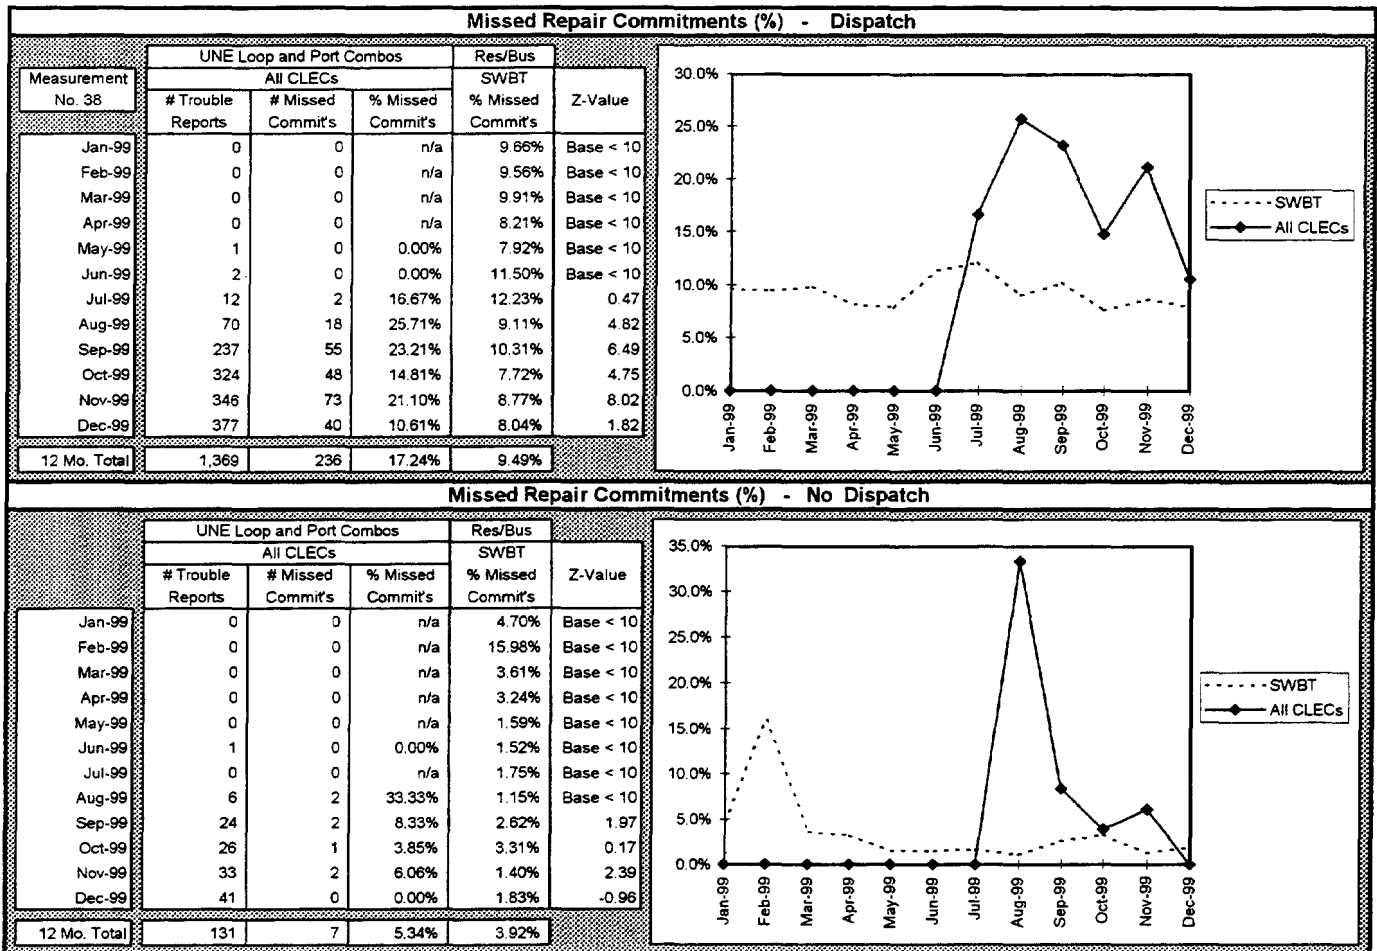 Missed Repair Commitments (%) - Dispatch
Measurement No. 38
UNE Loop and Port Combos Res/Bus
All CLECs SWBT
# Trouble Reports # Missed Commit's % Missed Commit's % Missed Commit's Z-Value
Jan-99 0 0 n/a 9.66% Base < 10
Feb-99 0 0 n/a 9.56% Base < 10
Mar-99 0 0 n/a 9.91% Base < 10
Apr-99 0 0 n/a 8.21% Base < 10
May-99 1 0 0.00% 7.92% Base < 10
Jun-99 2 0 0.00% 11.50% Base < 10
Jul-99 12 2 16.67% 12.23% 0.47
Aug-99 70 18 25.71% 9.11% 4.82
Sep-99 237 55 23.21% 10.31% 6.49
Oct-99 324 48 14.81% 7.72% 4.75
Nov-99 346 73 21.10% 8.77% 8.02
Dec-99 377 40 10.61% 8.04% 1.82
12 Mo. Total 1,369 236 17.24% 9.49%
30.0%
25.0%
20.0%
15.0%
10.0%
5.0%
0.0%
Jan-99 Feb-99 Mar-99 Apr-99 May-99 Jun-99 Jul-99 Aug-99 Sep-99 Oct-99 Nov-99 Dec-99
SWBT
All CLECs
Missed Repair Commitments (%) - No Dispatch
UNE Loop and Port Combos Res/Bus
All CLECs SWBT
# Trouble Reports # Missed Commit's % Missed Commit's % Missed Commit's Z-Value
Jan-99 0 0 n/a 4.70% Base < 10
Feb-99 0 0 n/a 15.98% Base < 10
Mar-99 0 0 n/a 3.61% Base < 10
Apr-99 0 0 n/a 3.24% Base < 10
May-99 0 0 n/a 1.59% Base < 10
Jun-99 1 0 0.00% 1.52% Base < 10
Jul-99 0 0 n/a 1.75% Base < 10
Aug-99 6 2 33.33% 1.15% Base < 10
Sep-99 24 2 8.33% 2.62% 1.97
Oct-99 26 1 3.85% 3.31% 0.17
Nov-99 33 2 6.06% 1.40% 2.39
Dec-99 41 0 0.00% 1.83% -0.96
12 Mo. Total 131 7 5.34% 3.92%
35.0%
30.0%
25.0%
20.0%
15.0%
10.0%
5.0%
0.0%
Jan-99 Feb-99 Mar-99 Apr-99 May-99 Jun-99 Jul-99 Aug-99 Sep-99 Oct-99 Nov-99 Dec-99
SWBT
All CLECs